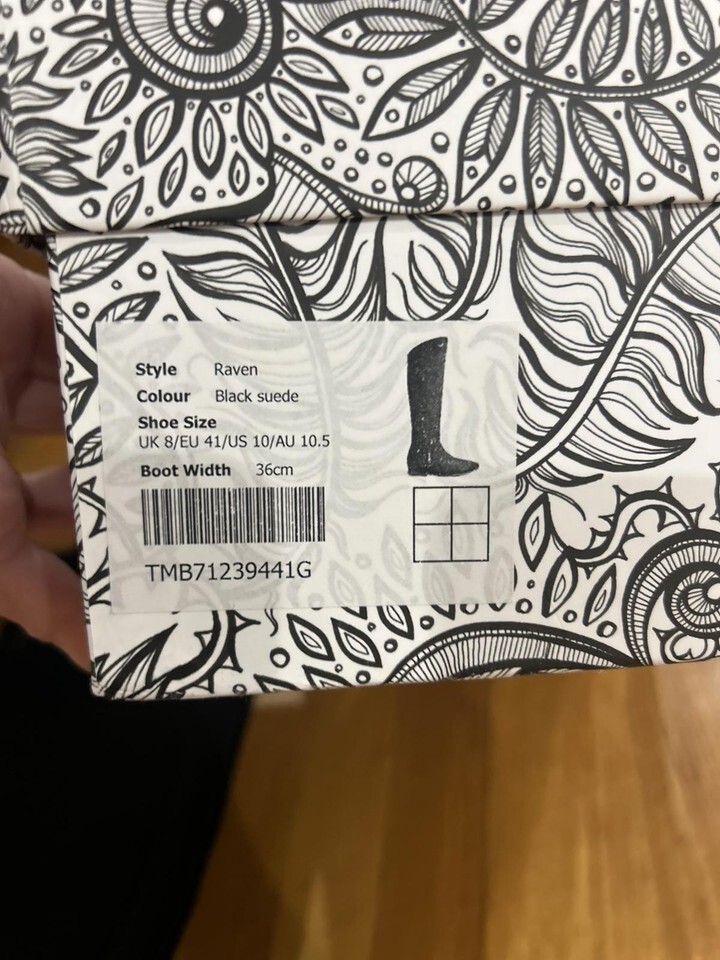 Style Raven
Colour Black suede
Shoe Size
UK 8/EU 41/US 10/AU 10.5
Boot Width 36cm
TMB71239441G